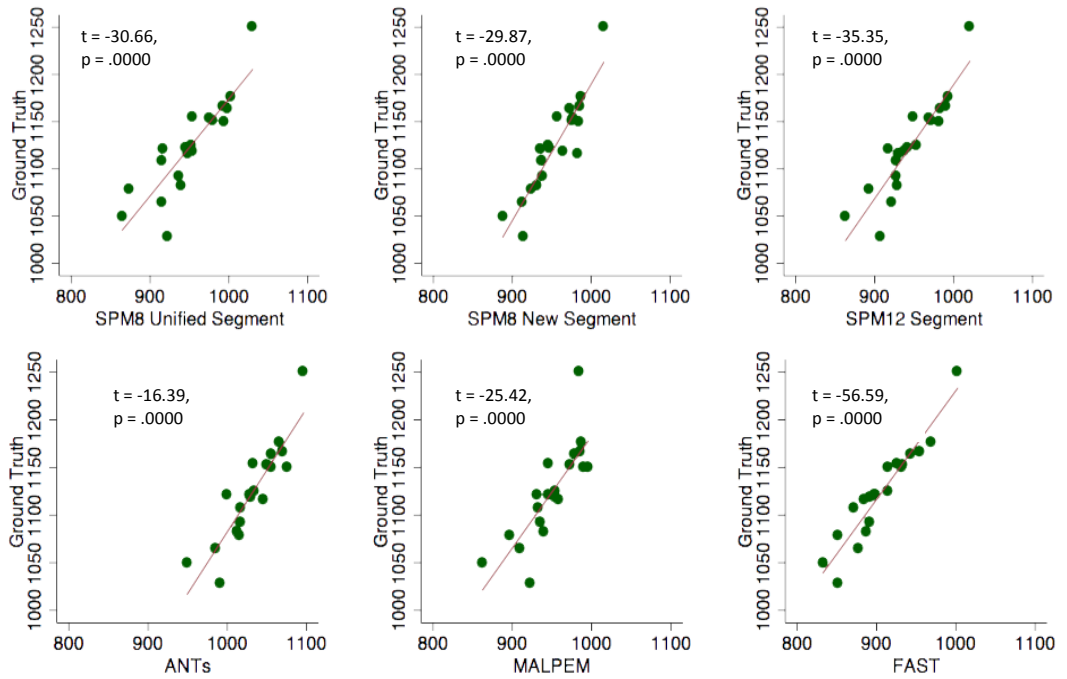 t = -30.66,
p = .0000
Ground Truth
1000 1050 1100 1150 1200 1250
800 900 1000 1100
SPM8 Unified Segment
t = -29.87,
p = .0000
Ground Truth
1000 1050 1100 1150 1200 1250
800 900 1000 1100
SPM8 New Segment
t = -35.35,
p = .0000
Ground Truth
1000 1050 1100 1150 1200 1250
800 900 1000 1100
SPM12 Segment
t = -16.39,
p = .0000
Ground Truth
1000 1050 1100 1150 1200 1250
800 900 1000 1100
ANTs
t = -25.42,
p = .0000
Ground Truth
1000 1050 1100 1150 1200 1250
800 900 1000 1100
MALPEM
t = -56.59,
p = .0000
Ground Truth
1000 1050 1100 1150 1200 1250
800 900 1000 1100
FAST